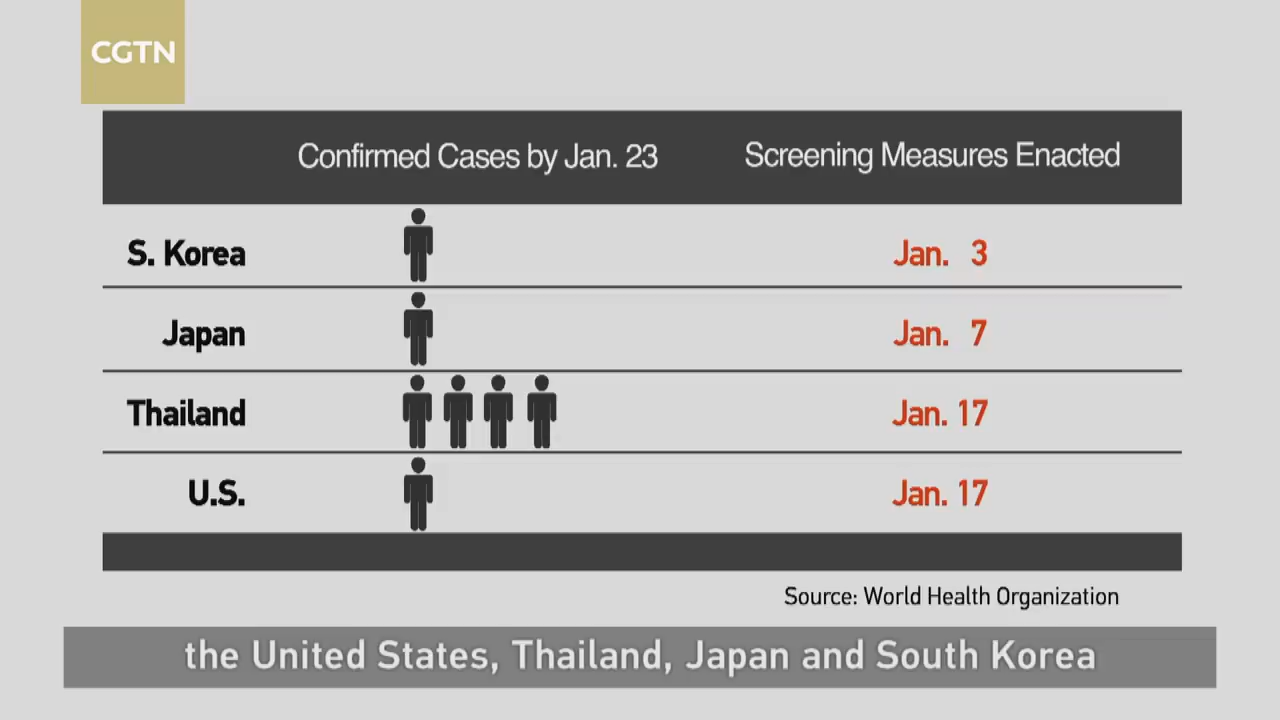 CGTN
Confirmed Cases by Jan. 23 Screening Measures Enacted
S. Korea Jan. 3
Japan Jan. 7
Thailand Jan. 17
U.S. Jan. 17
Source: World Health Organization
the United States, Thailand, Japan and South Korea